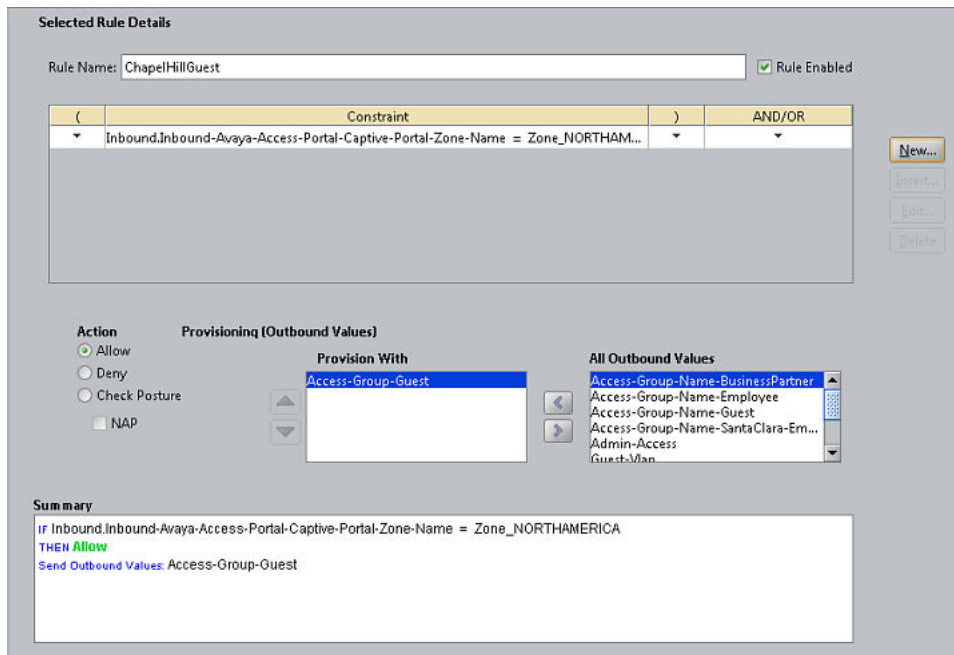 Selected Rule Details
Rule Name: ChapelHillGuest
Rule Enabled
( Constraint ) AND/OR
Inbound.Inbound-Avaya-Access-Portal-Captive-Portal-Zone-Name = Zone_NORTHAM...
New...
Insert...
Edit...
Delete
Action
Provisioning (Outbound Values)
Allow
Deny
Check Posture
NAP
Provision With
Access-Group-Guest
All Outbound Values
Access-Group-Name-BusinessPartner
Access-Group-Name-Employee
Access-Group-Name-Guest
Access-Group-Name-SantaClara-Em...
Admin-Access
Guest-Vlan
Summary
IF Inbound.Inbound-Avaya-Access-Portal-Captive-Portal-Zone-Name = Zone_NORTHAMERICA
THEN Allow
Send Outbound Values: Access-Group-Guest